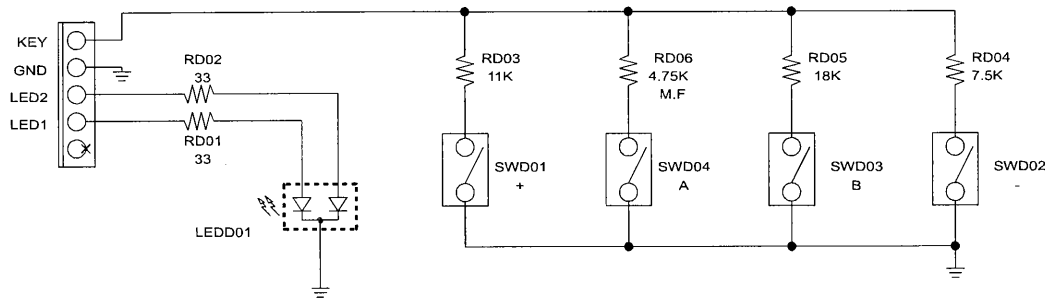 KEY
GND
LED2
LED1
RD02
33
RD01
33
LEDD01
RD03
11K
RD06
4.75K
M.F
RD05
18K
RD04
7.5K
SWD01
+
SWD04
A
SWD03
B
SWD02
-